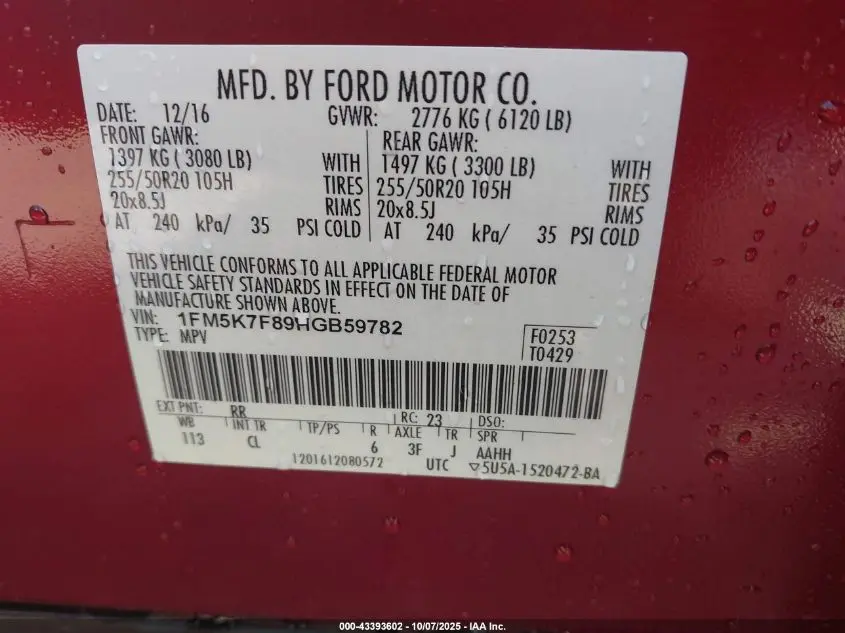 MFD. BY FORD MOTOR CO.
DATE: 12/16 GVWR: 2776 KG ( 6120 LB)
FRONT GAWR: REAR GAWR:
1397 KG ( 3080 LB) WITH 1497 KG ( 3300 LB) WITH
255/50R20 105H TIRES 255/50R20 105H TIRES
20x8.5J RIMS 20x8.5J RIMS
AT 240 kPa/ 35 PSI COLD AT 240 kPa/ 35 PSI COLD
THIS VEHICLE CONFORMS TO ALL APPLICABLE FEDERAL MOTOR
VEHICLE SAFETY STANDARDS IN EFFECT ON THE DATE OF
MANUFACTURE SHOWN ABOVE.
VIN: 1FM5K7F89HGB59782
TYPE: MPV
F0253
T0429
EXT PNT: RR RC: 23 DSO:
WB INT TR TP/PS R AXLE TR SPR
113 CL 6 3F J AAHH
1201612080572 UTC ▽5U5A-1520472-BA
000-43393602 - 10/07/2025 - IAA Inc.